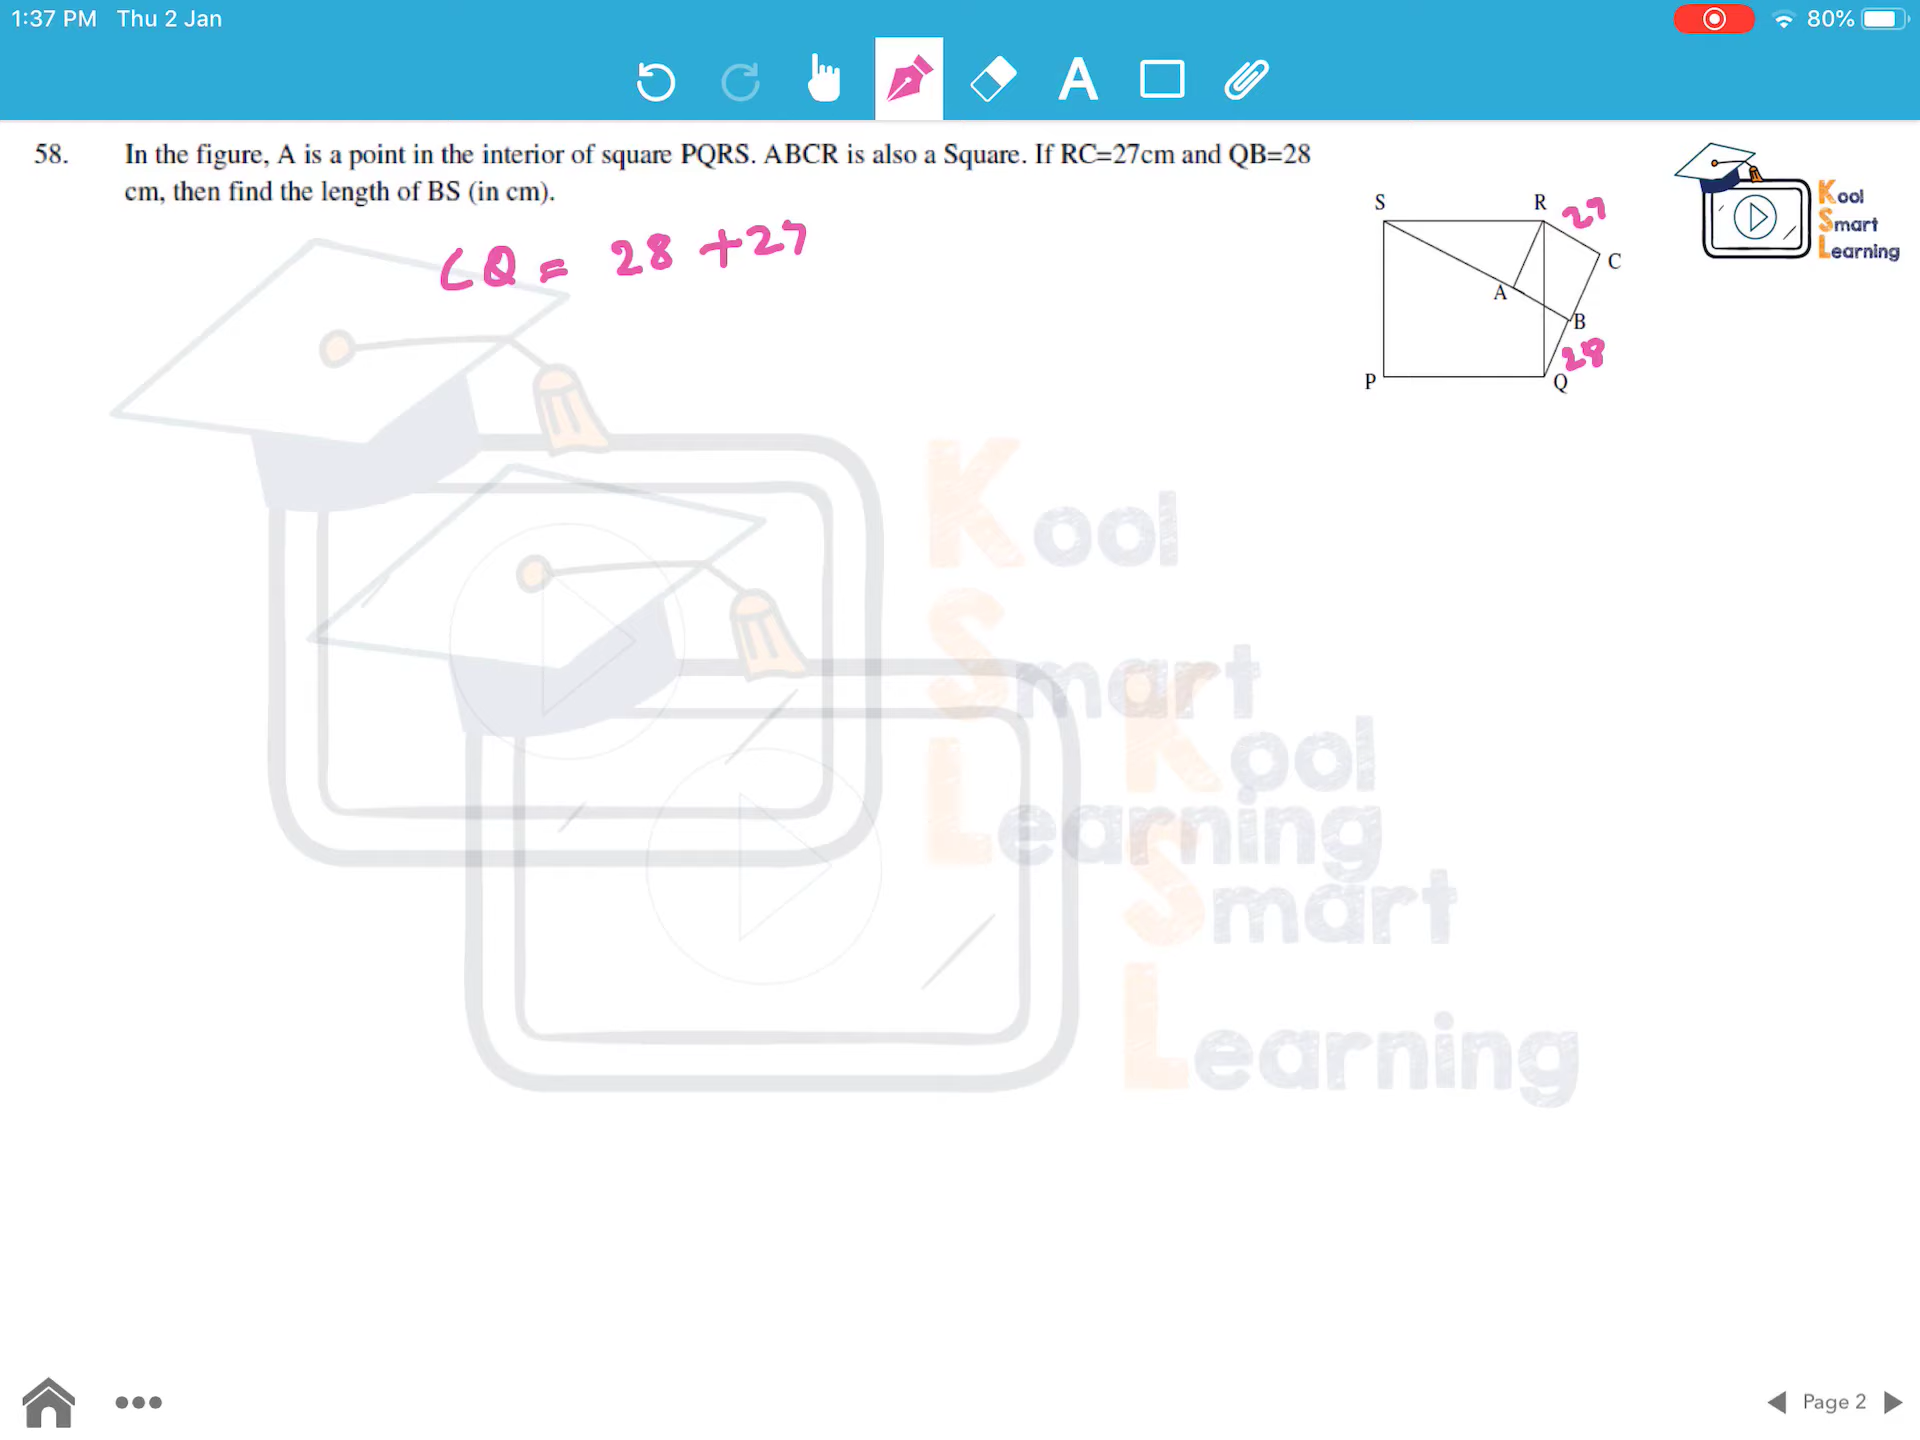 1:37 PM Thu 2 Jan
80%
A
58. In the figure, A is a point in the interior of square PQRS. ABCR is also a Square. If RC=27cm and QB=28
cm, then find the length of BS (in cm).
CQ = 28 +27
S R 27
C
A
B
28
P Q
Kool
Smart
Learning
Kool
Smart
Learning
Kool
Smart
Learning
Page 2